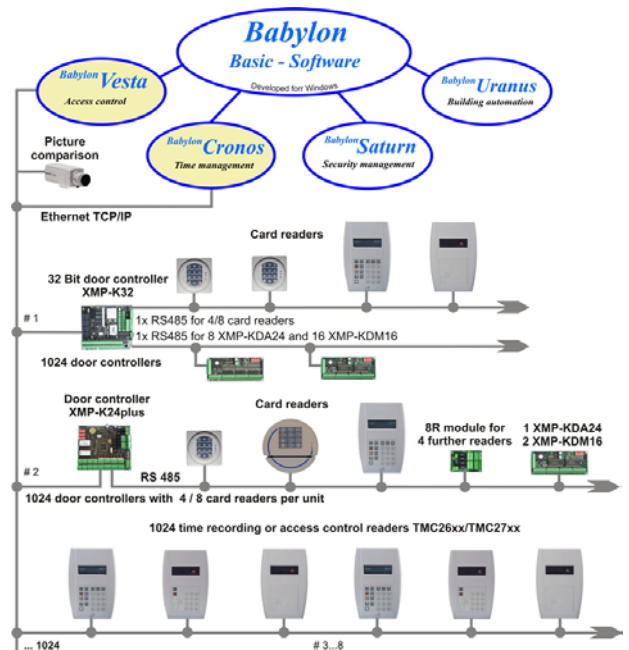 Babylon
Basic - Software
Developed for Windows
Babylon Vesta
Access control
Babylon Uranus
Building automation
Babylon Cronos
Time management
Babylon Saturn
Security management
Picture
comparison
Ethernet TCP/IP
Card readers
32 Bit door controller
XMP-K32
# 1
1x RS485 for 4/8 card readers
1x RS485 for 8 XMP-KDA24 and 16 XMP-KDM16
1024 door controllers
Door controller
XMP-K24plus
Card readers
8R module for
4 further readers
1 XMP-KDA24
2 XMP-KDM16
# 2
RS 485
1024 door controllers with 4 / 8 card readers per unit
1024 time recording or access control readers TMC26xx/TMC27xx
... 1024
# 3...8